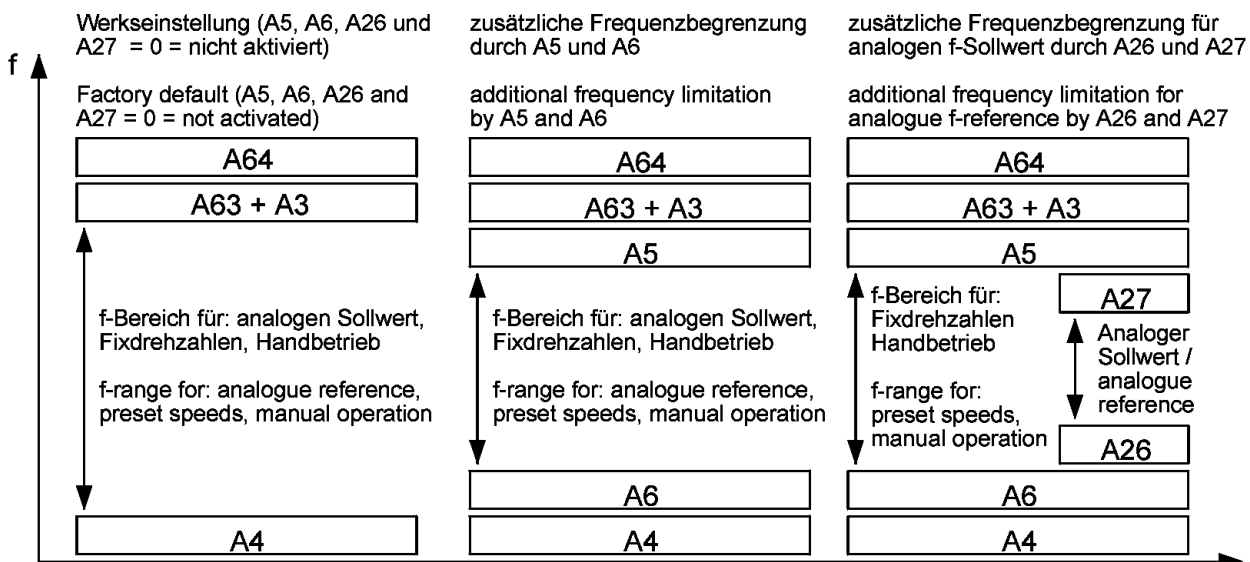 f
Werkseinstellung (A5, A6, A26 und
A27 = 0 = nicht aktiviert)
Factory default (A5, A6, A26 and
A27 = 0 = not activated)
A64
A63 + A3
f-Bereich für: analogen Sollwert,
Fixdrehzahlen, Handbetrieb
f-range for: analogue reference,
preset speeds, manual operation
A4
zusätzliche Frequenzbegrenzung
durch A5 und A6
additional frequency limitation
by A5 and A6
A64
A63 + A3
A5
f-Bereich für: analogen Sollwert,
Fixdrehzahlen, Handbetrieb
f-range for: analogue reference,
preset speeds, manual operation
A6
A4
zusätzliche Frequenzbegrenzung für
analogen f-Sollwert durch A26 und A27
additional frequency limitation for
analogue f-reference by A26 and A27
A64
A63 + A3
A5
f-Bereich für:
Fixdrehzahlen
Handbetrieb
f-range for:
preset speeds,
manual operation
A27
Analoger
Sollwert /
analogue
reference
A26
A6
A4